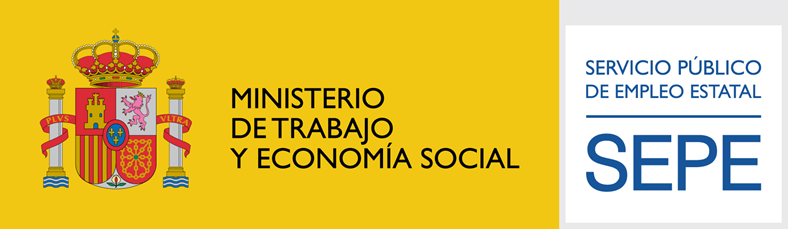 PLVS VLTRA
MINISTERIO
DE TRABAJO
Y ECONOMÍA SOCIAL
SERVICIO PÚBLICO
DE EMPLEO ESTATAL
SEPE